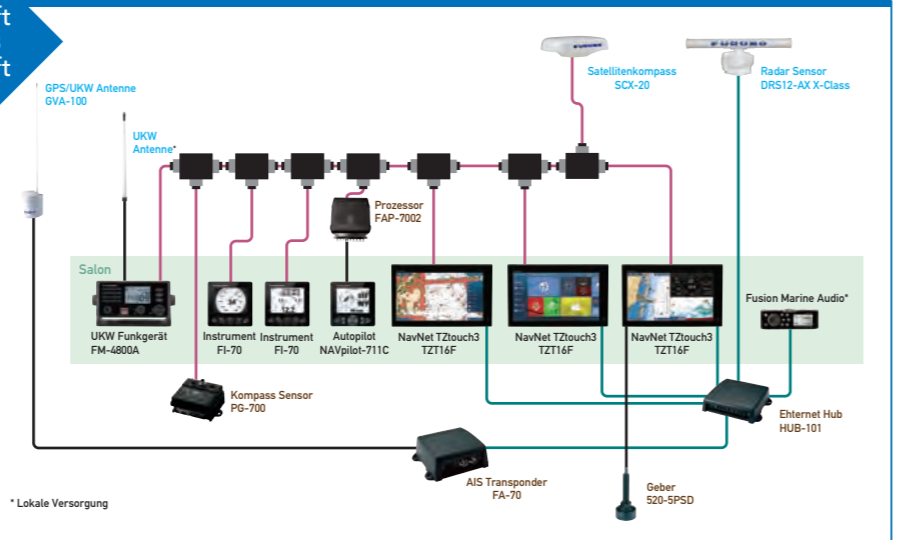 ft
ft
GPS/UKW Antenne
GVA-100
UKW
Antenne*
Satellitenkompass
SCX-20
FURUNO
Radar Sensor
DRS12-AX X-Class
Prozessor
FAP-7002
Salon
UKW Funkgerät
FM-4800A
Instrument
FI-70
Instrument
FI-70
Autopilot
NAVpilot-711C
NavNet TZtouch3
TZT16F
NavNet TZtouch3
TZT16F
NavNet TZtouch3
TZT16F
Fusion Marine Audio*
Kompass Sensor
PG-700
Ehternet Hub
HUB-101
AIS Transponder
FA-70
Geber
520-5PSD
* Lokale Versorgung